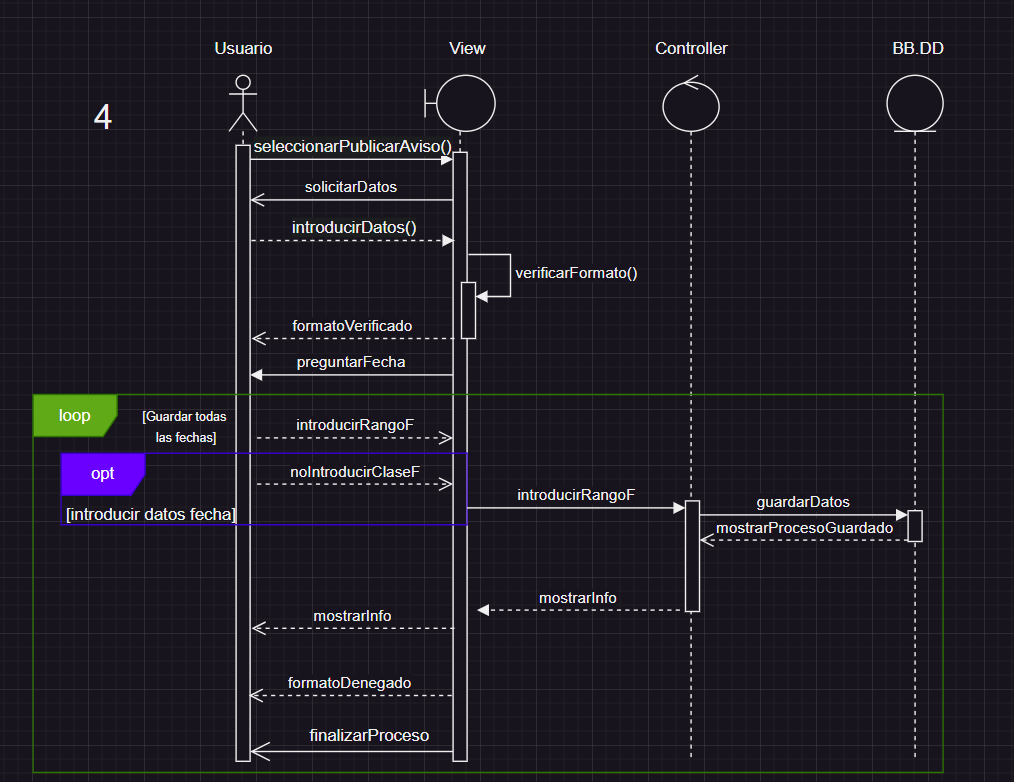 Usuario
View
Controller
BB.DD
4
seleccionarPublicarAviso()
solicitarDatos
introducirDatos()
verificarFormato()
formatoVerificado
preguntarFecha
loop
[Guardar todas
las fechas]
introducirRangoF
opt
noIntroducirClaseF
[introducir datos fecha]
introducirRangoF
guardarDatos
mostrarProcesoGuardado
mostrarInfo
mostrarInfo
formatoDenegado
finalizarProceso